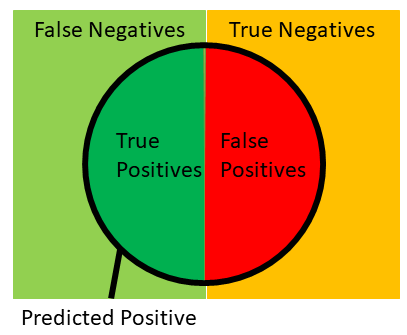 False Negatives
True Negatives
True
Positives
False
Positives
Predicted Positive